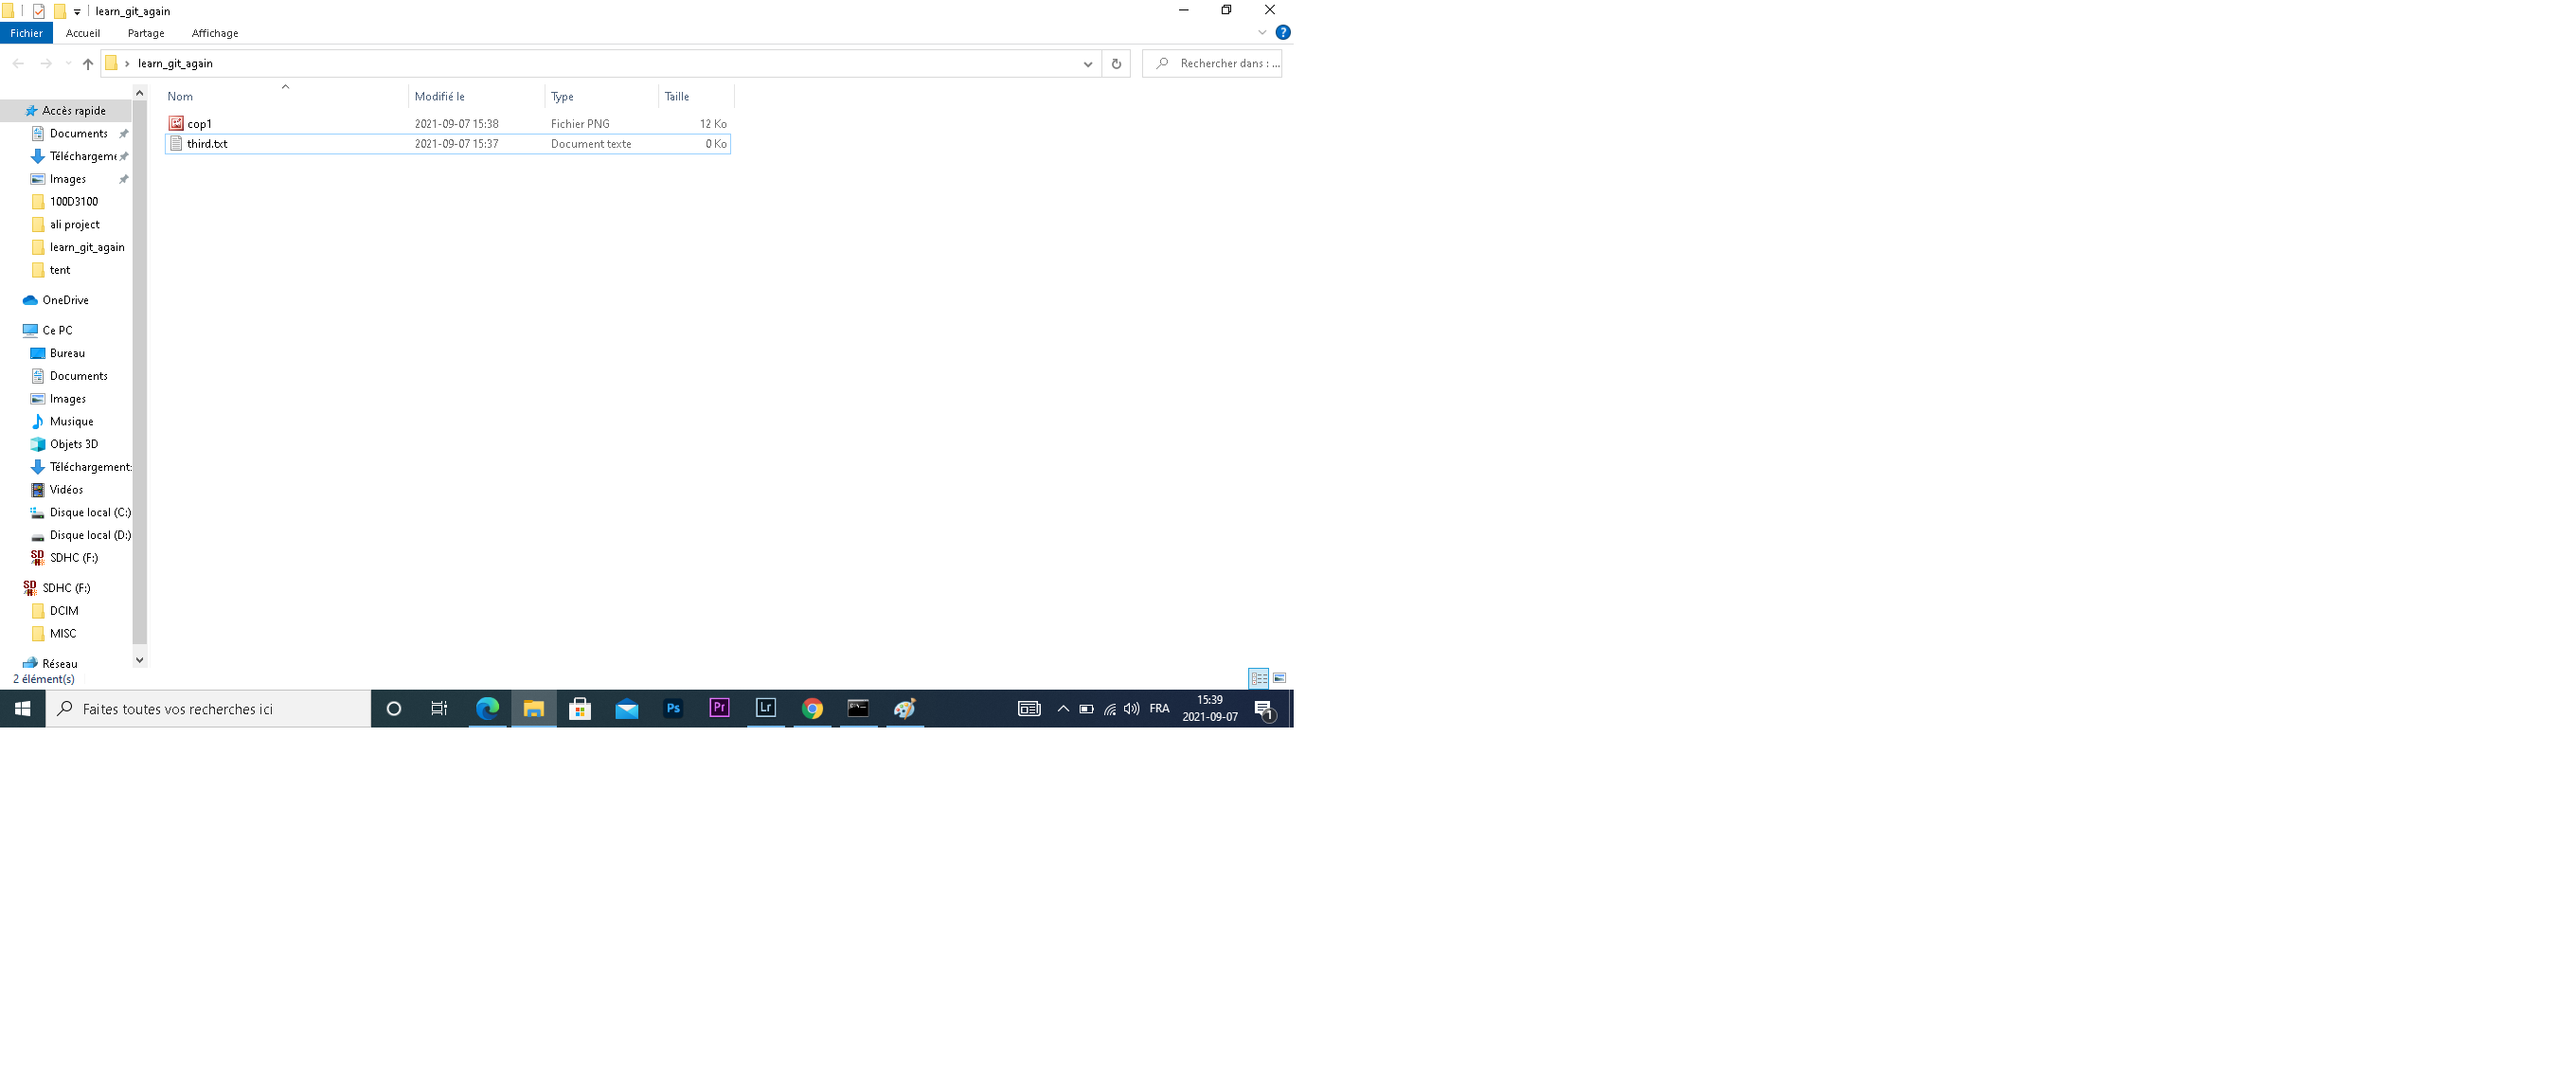 learn_git_again
Fichier Accueil Partage Affichage
learn_git_again Rechercher dans : ...
Nom Modifié le Type Taille
cop1 2021-09-07 15:38 Fichier PNG 12 Ko
third.txt 2021-09-07 15:37 Document texte 0 Ko
Accès rapide
Documents
Téléchargeme
Images
100D3100
ali project
learn_git_again
tent
OneDrive
Ce PC
Bureau
Documents
Images
Musique
Objets 3D
Téléchargement:
Vidéos
Disque local (C:)
Disque local (D:)
SDHC (F:)
SDHC (F:)
DCIM
MISC
Réseau
2 élément(s)
Faites toutes vos recherches ici Ps Pr Lr FRA 15:39
2021-09-07 1